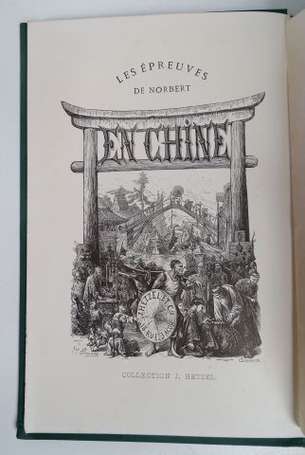 LES ÉPREUVES
DE NORBERT
EN CHINE
COLLECTION J. HETZEL